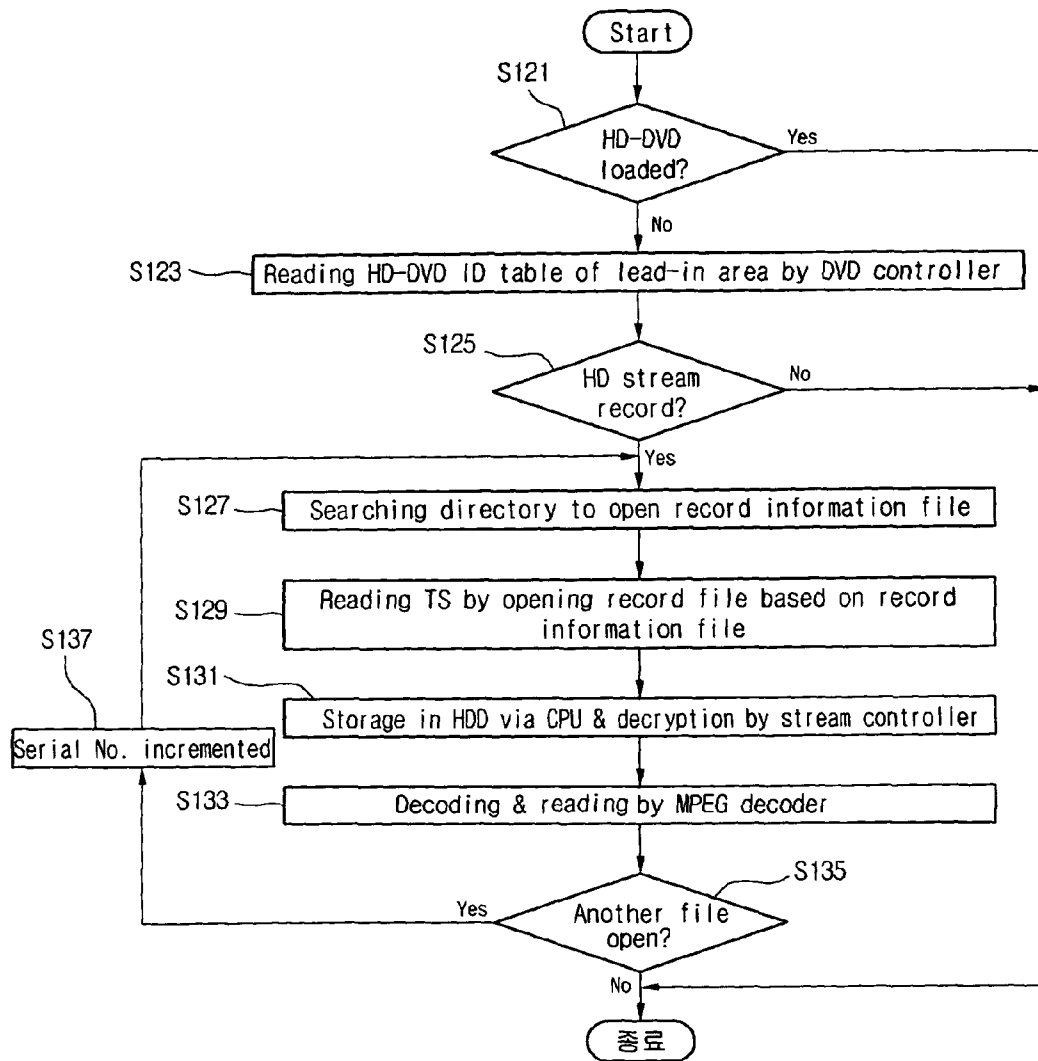 Start
S121
HD-DVD
loaded?
Yes
No
S123
Reading HD-DVD ID table of lead-in area by DVD controller
S125
HD stream
record?
No
Yes
S127
Searching directory to open record information file
S129
Reading TS by opening record file based on record
information file
S137
S131
Storage in HDD via CPU & decryption by stream controller
Serial No. incremented
S133
Decoding & reading by MPEG decoder
S135
Yes
Another file
open?
No
종료